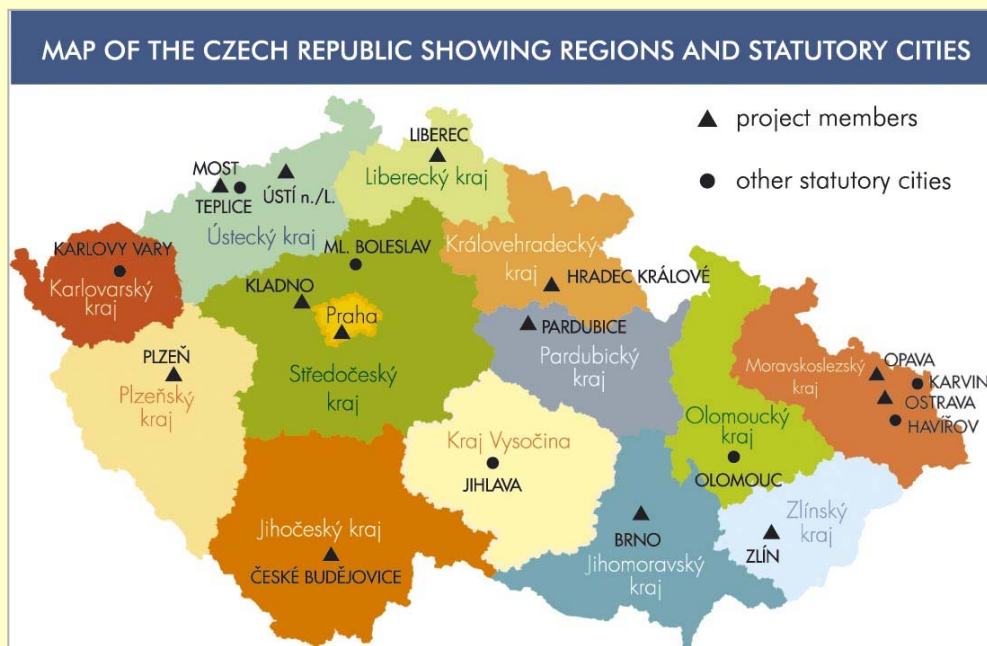 MAP OF THE CZECH REPUBLIC SHOWING REGIONS AND STATUTORY CITIES
project members
other statutory cities
LIBEREC
Liberecký kraj
MOST
TEPLICE
ÚSTÍ n./L.
Ústecký kraj
KARLOVY VARY
Karlovarský
kraj
ML. BOLESLAV
KLADNO
Praha
Středočeský
kraj
Královehradecký
kraj
HRADEC KRÁLOVÉ
PARDUBICE
Pardubický
kraj
PLZEŇ
Plzeňský
kraj
Moravskoslezský
kraj
OPAVA
KARVIN
OSTRAVA
HAVÍŘOV
Olomoucký
kraj
OLOMOUC
Kraj Vysočina
JIHLAVA
Jihočeský kraj
ČESKÉ BUDĚJOVICE
BRNO
Jihomoravský
kraj
Zlínský
kraj
ZLÍN